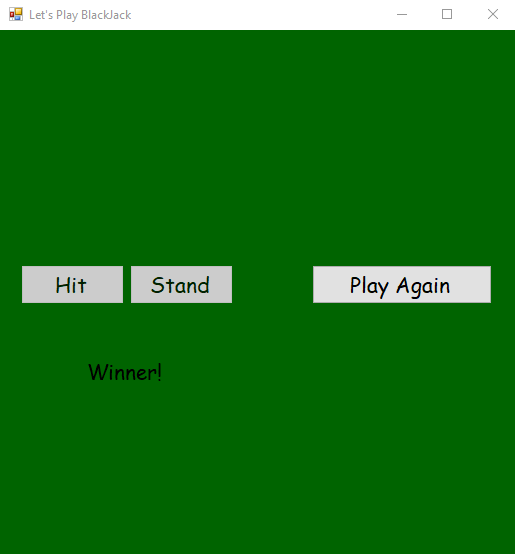 Let's Play BlackJack
Hit
Stand
Play Again
Winner!